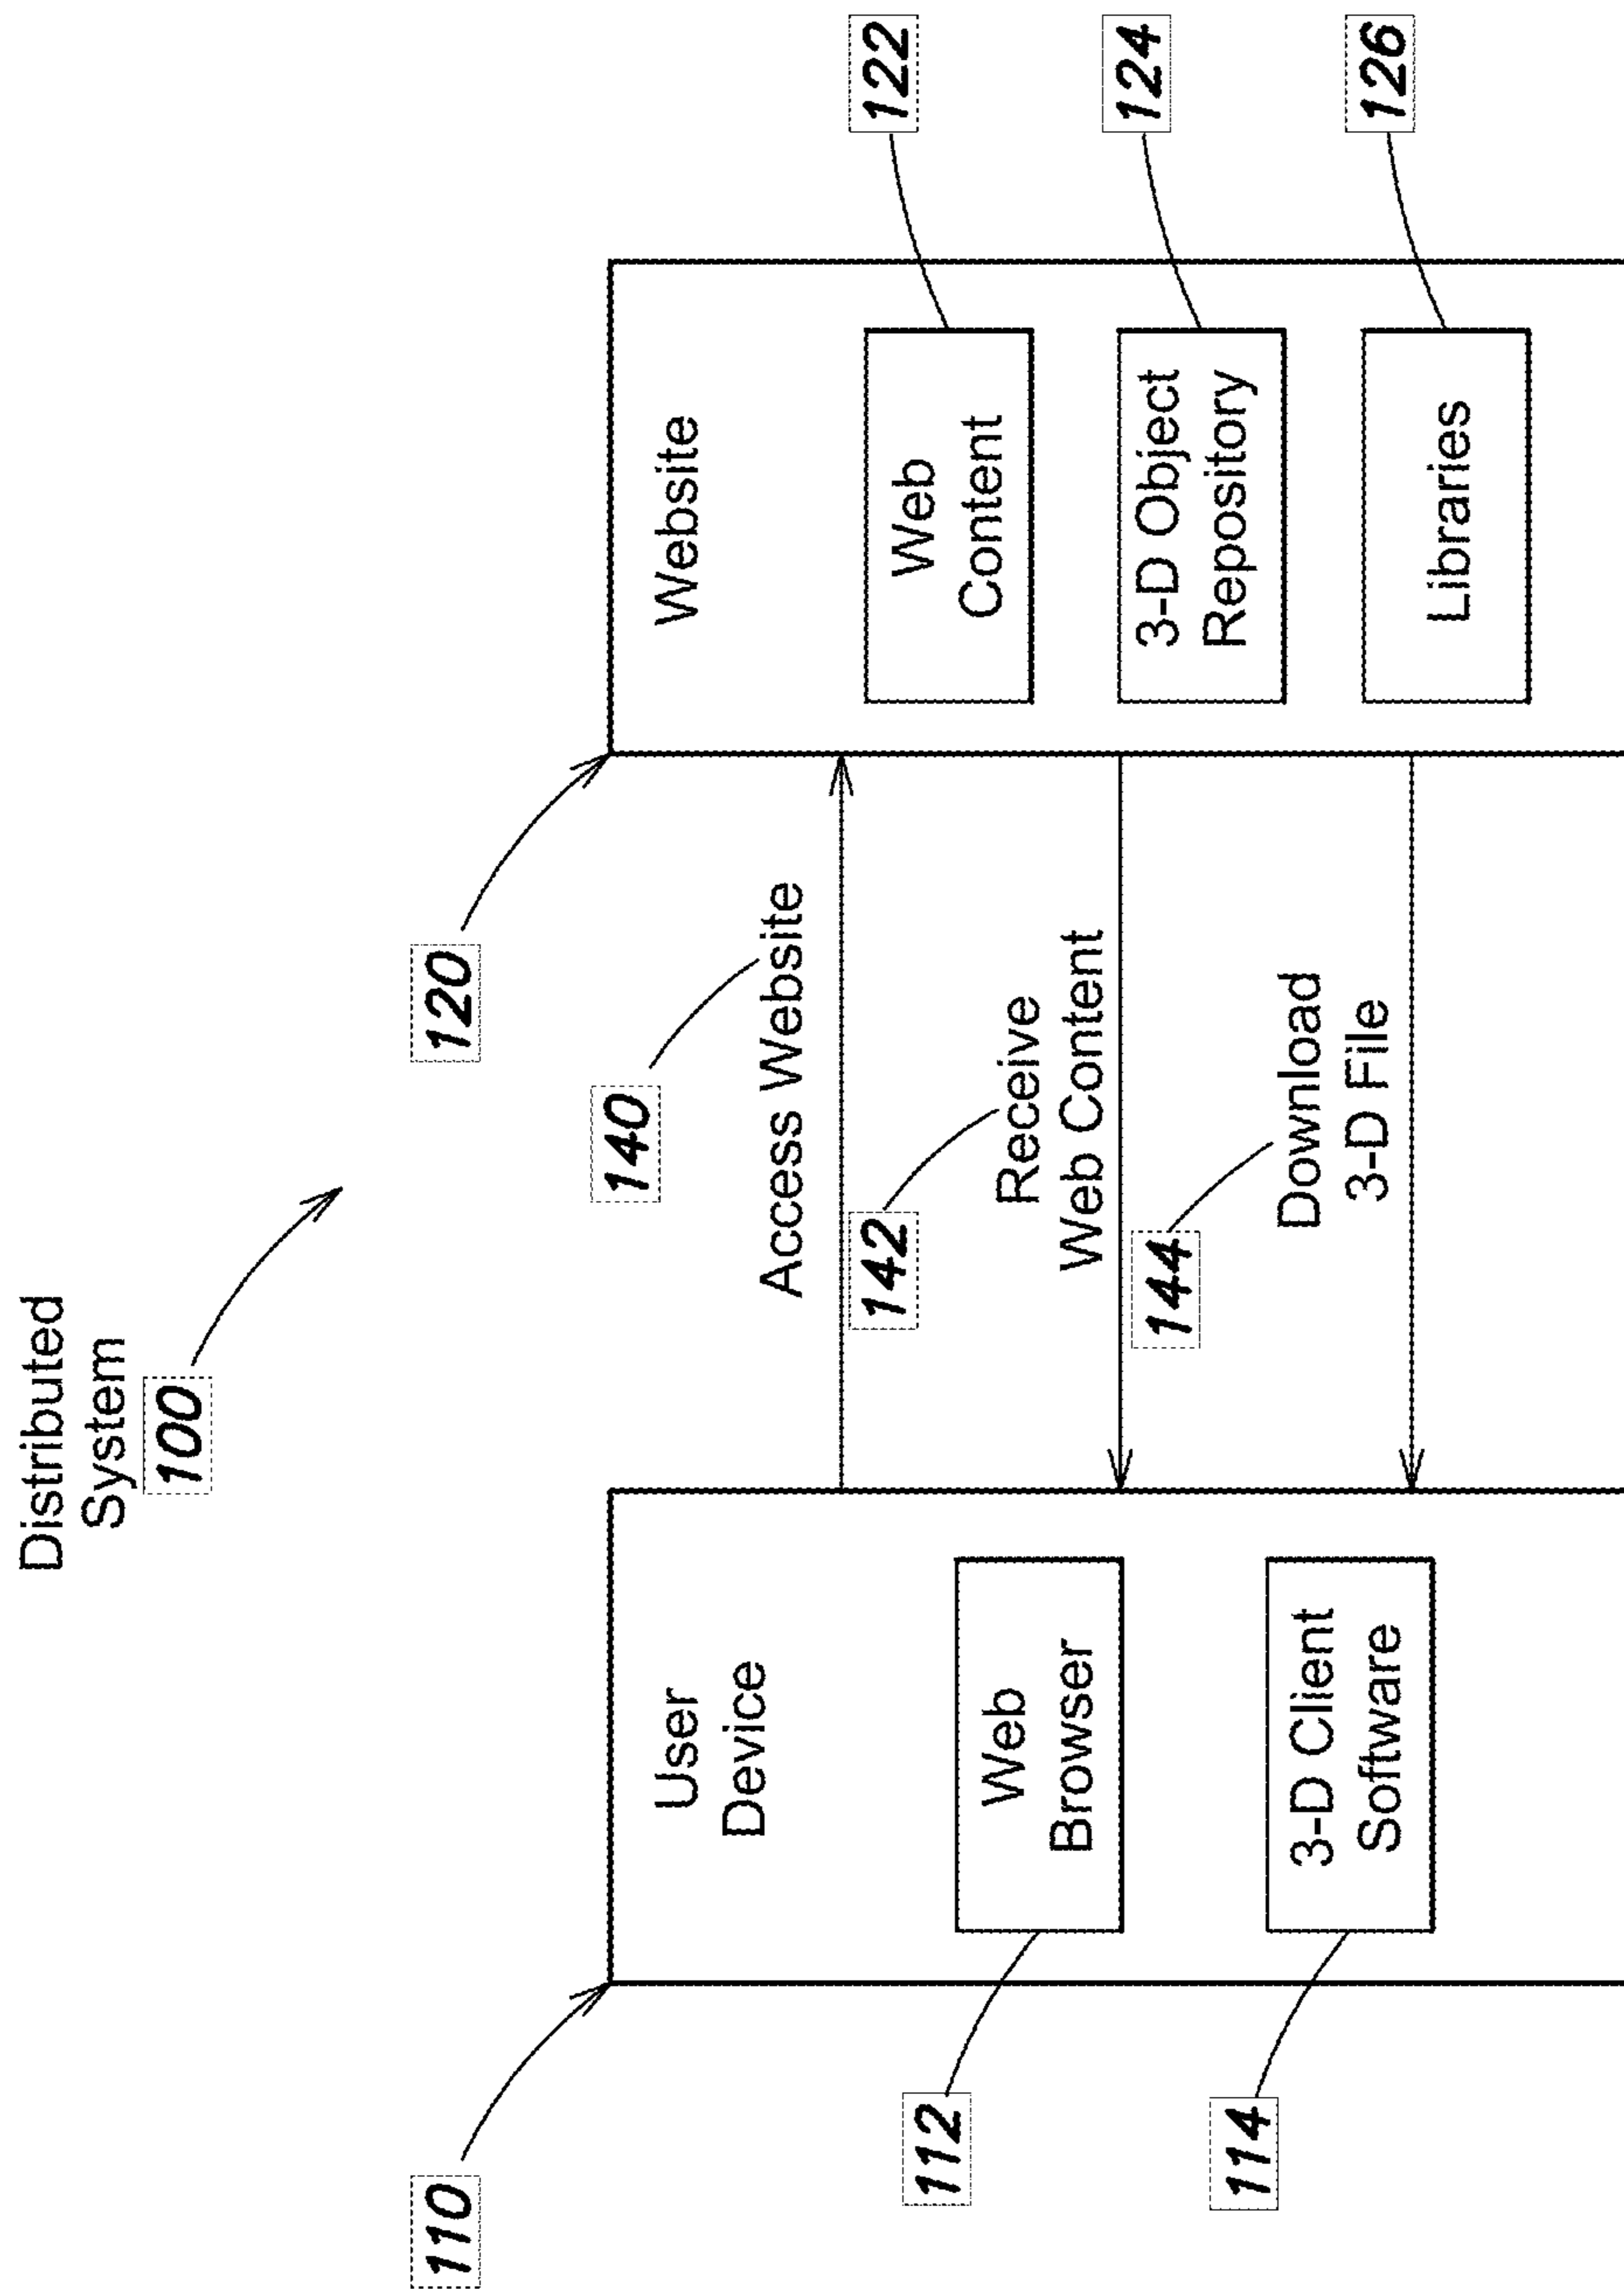 Distributed
System
100
110
120
User
Device
Website
140
Access Website
112
Web
Browser
142
Receive
Web Content
Web
Content
122
114
3-D Client
Software
144
Download
3-D File
3-D Object
Repository
124
Libraries
126